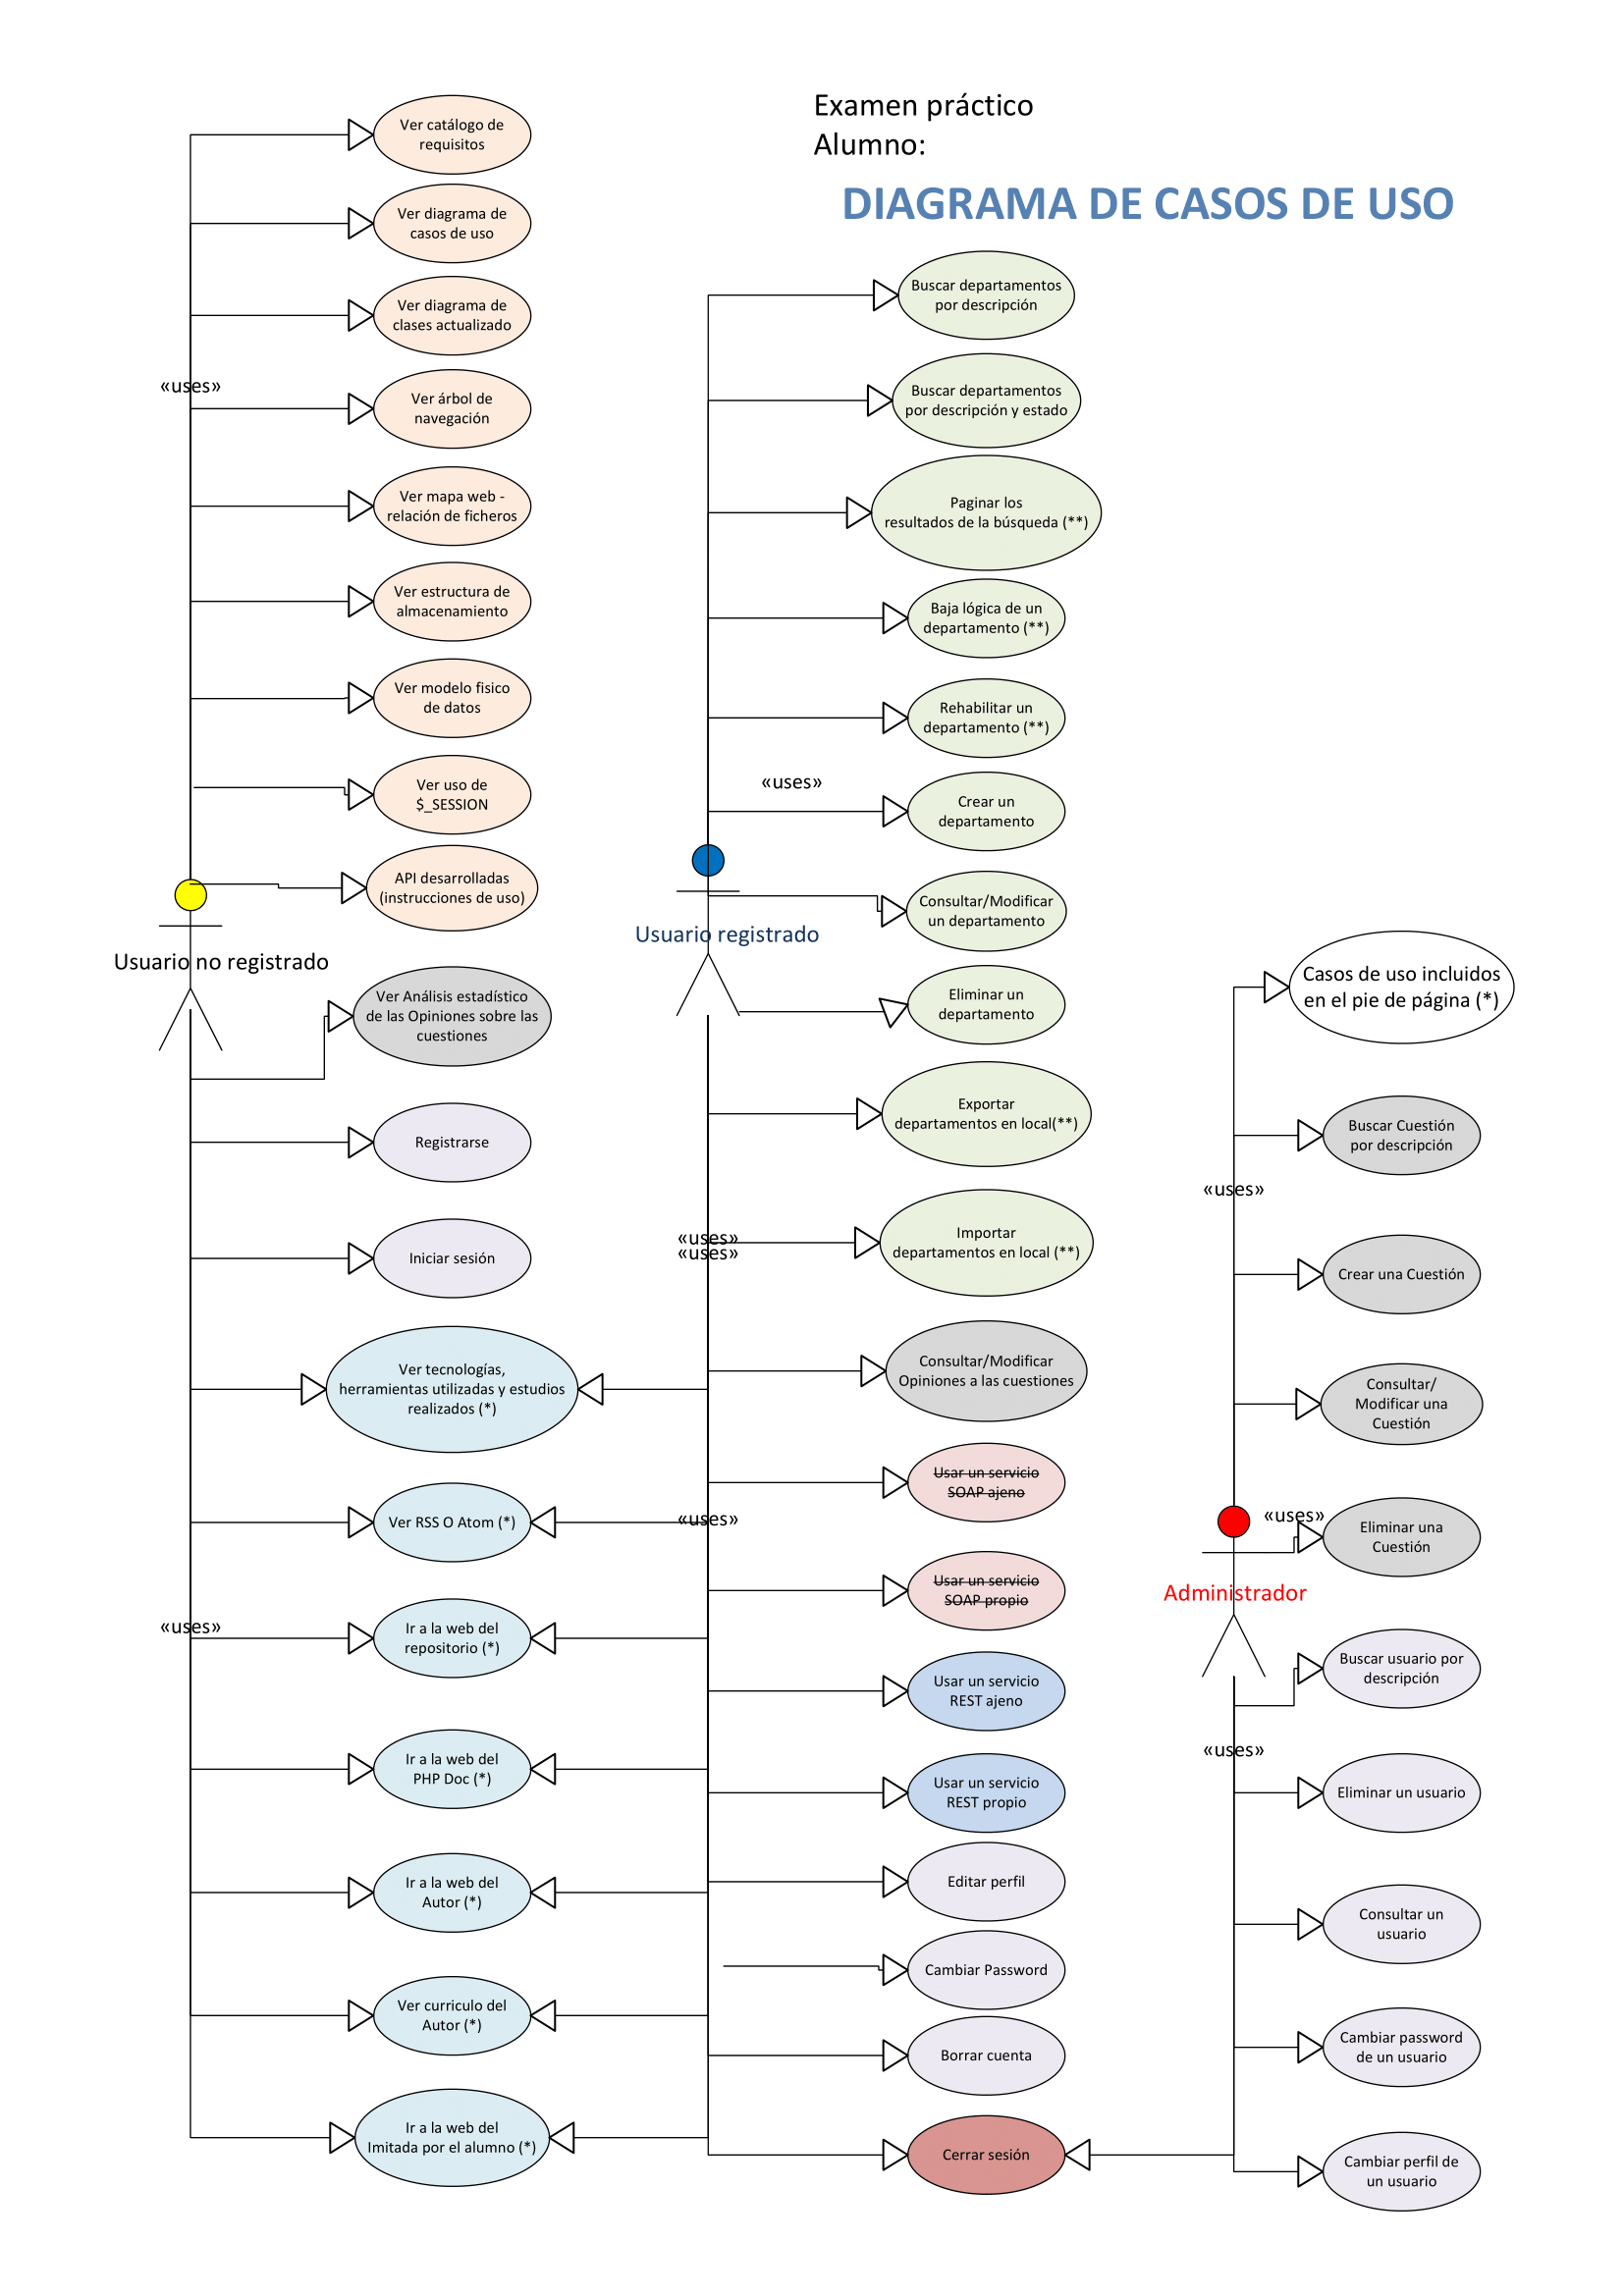 Examen práctico
Alumno:
DIAGRAMA DE CASOS DE USO
Ver catálogo de
requisitos
Ver diagrama de
casos de uso
Ver diagrama de
clases actualizado
«uses»
Ver árbol de
navegación
Ver mapa web -
relación de ficheros
Ver estructura de
almacenamiento
Ver modelo fisico
de datos
Ver uso de
$_SESSION
API desarrolladas
(instrucciones de uso)
Usuario no registrado
Ver Análisis estadístico
de las Opiniones sobre las
cuestiones
Registrarse
Iniciar sesión
Ver tecnologías,
herramientas utilizadas y estudios
realizados (*)
Ver RSS O Atom (*)
«uses»
Ir a la web del
repositorio (*)
Ir a la web del
PHP Doc (*)
Ir a la web del
Autor (*)
Ver curriculo del
Autor (*)
Ir a la web del
Imitada por el alumno (*)
Buscar departamentos
por descripción
Buscar departamentos
por descripción y estado
Paginar los
resultados de la búsqueda (**)
Baja lógica de un
departamento (**)
Rehabilitar un
departamento (**)
«uses»
Crear un
departamento
Consultar/Modificar
un departamento
Usuario registrado
Eliminar un
departamento
Exportar
departamentos en local(**)
«uses»
«uses»
Importar
departamentos en local (**)
Consultar/Modificar
Opiniones a las cuestiones
Usar un servicio
SOAP ajeno
«uses»
Usar un servicio
SOAP propio
Usar un servicio
REST ajeno
Usar un servicio
REST propio
Editar perfil
Cambiar Password
Borrar cuenta
Cerrar sesión
Casos de uso incluidos
en el pie de página (*)
Buscar Cuestión
por descripción
«uses»
Crear una Cuestión
Consultar/
Modificar una
Cuestión
«uses»
Eliminar una
Cuestión
Administrador
Buscar usuario por
descripción
«uses»
Eliminar un usuario
Consultar un
usuario
Cambiar password
de un usuario
Cambiar perfil de
un usuario